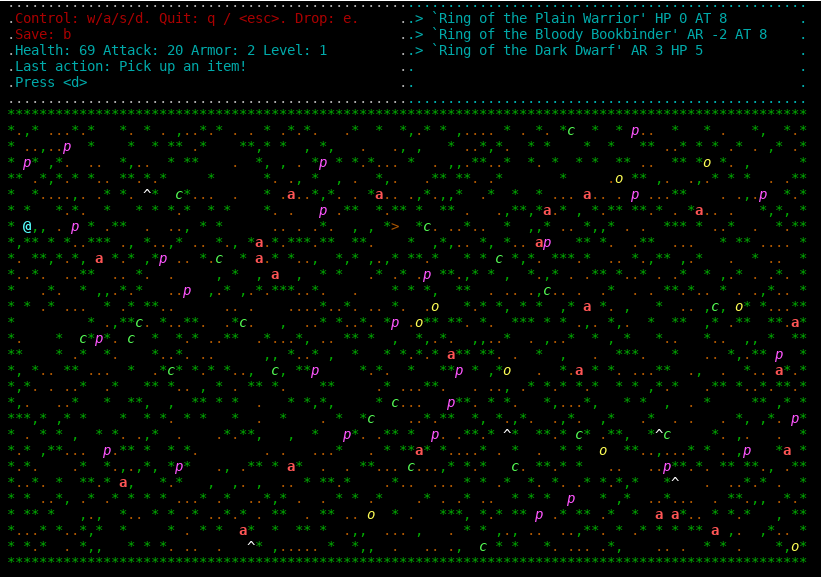 Control: w/a/s/d. Quit: q / <esc>. Drop: e.
Save: b
Health: 69 Attack: 20 Armor: 2 Level: 1
Last action: Pick up an item!
Press <d>
> `Ring of the Plain Warrior' HP 0 AT 8
> `Ring of the Bloody Bookbinder' AR -2 AT 8
> `Ring of the Dark Dwarf' AR 3 HP 5